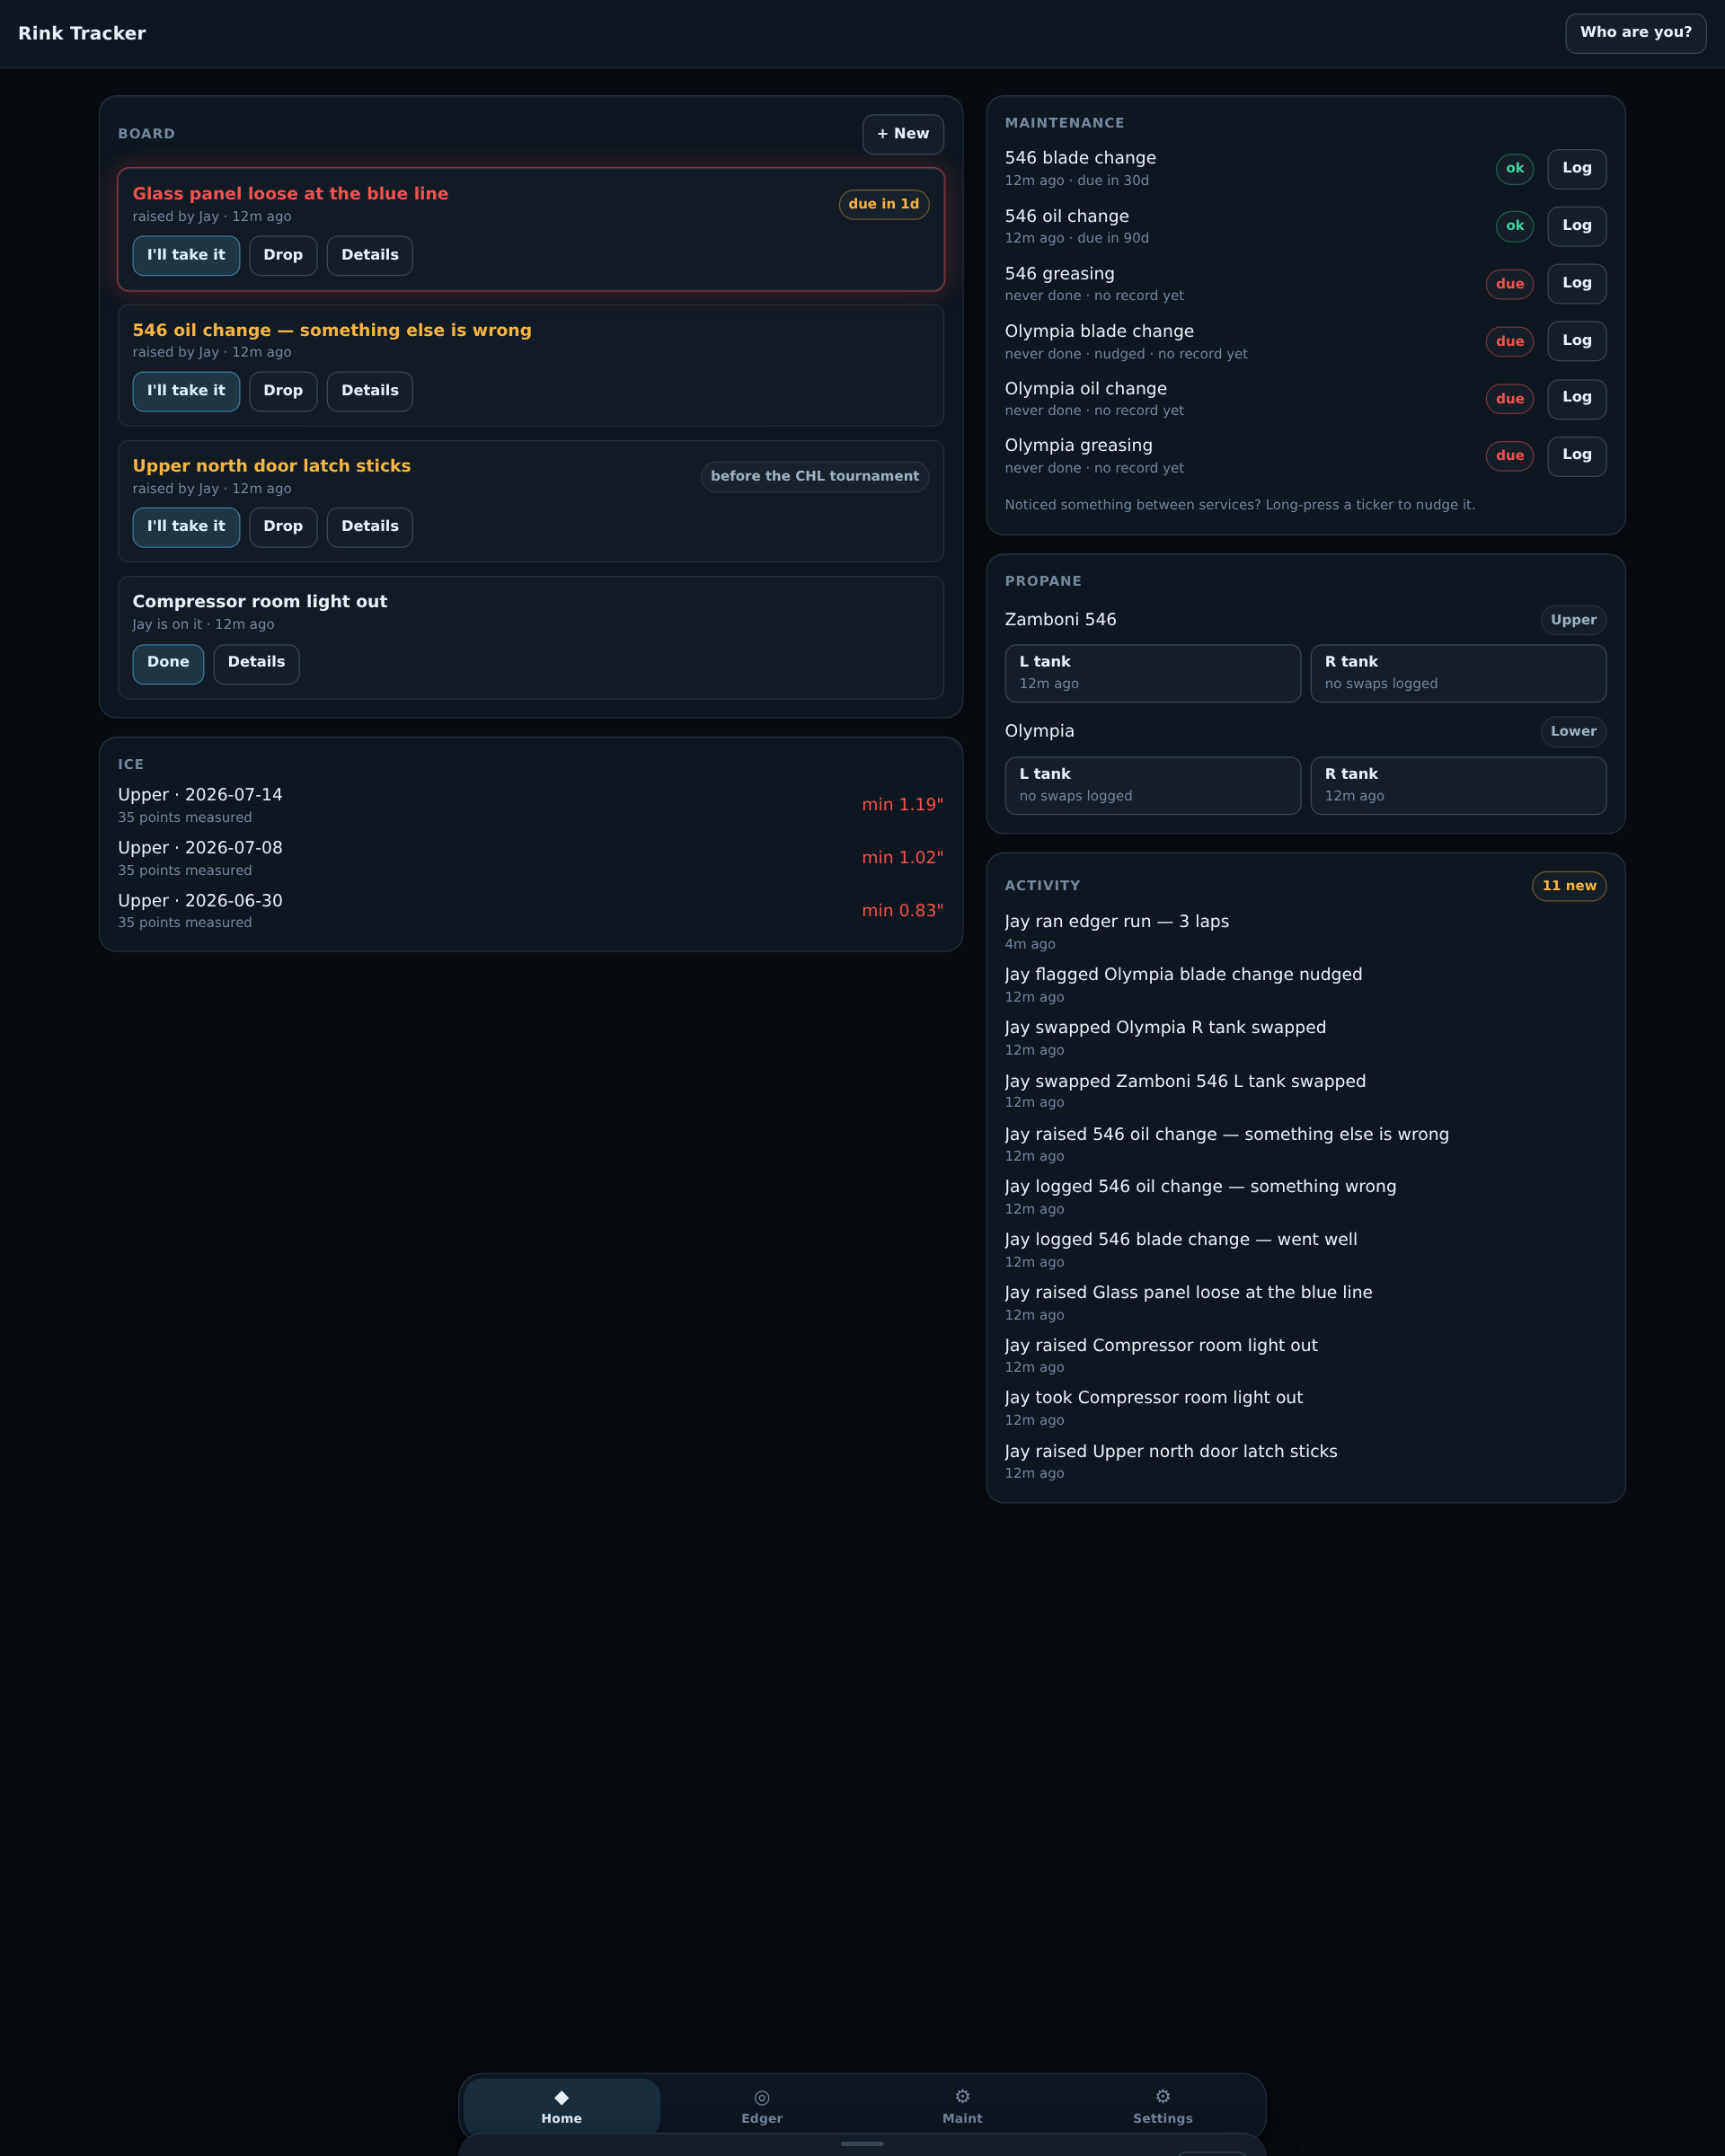 Rink Tracker
Who are you?
BOARD
+ New
Glass panel loose at the blue line
raised by Jay · 12m ago
due in 1d
I'll take it
Drop
Details
546 oil change — something else is wrong
raised by Jay · 12m ago
I'll take it
Drop
Details
Upper north door latch sticks
raised by Jay · 12m ago
before the CHL tournament
I'll take it
Drop
Details
Compressor room light out
Jay is on it · 12m ago
Done
Details
ICE
Upper · 2026-07-14
35 points measured
min 1.19"
Upper · 2026-07-08
35 points measured
min 1.02"
Upper · 2026-06-30
35 points measured
min 0.83"
MAINTENANCE
546 blade change
12m ago · due in 30d
ok
Log
546 oil change
12m ago · due in 90d
ok
Log
546 greasing
never done · no record yet
due
Log
Olympia blade change
never done · nudged · no record yet
due
Log
Olympia oil change
never done · no record yet
due
Log
Olympia greasing
never done · no record yet
due
Log
Noticed something between services? Long-press a ticker to nudge it.
PROPANE
Zamboni 546
Upper
L tank
12m ago
R tank
no swaps logged
Olympia
Lower
L tank
no swaps logged
R tank
12m ago
ACTIVITY
11 new
Jay ran edger run — 3 laps
4m ago
Jay flagged Olympia blade change nudged
12m ago
Jay swapped Olympia R tank swapped
12m ago
Jay swapped Zamboni 546 L tank swapped
12m ago
Jay raised 546 oil change — something else is wrong
12m ago
Jay logged 546 oil change — something wrong
12m ago
Jay logged 546 blade change — went well
12m ago
Jay raised Glass panel loose at the blue line
12m ago
Jay raised Compressor room light out
12m ago
Jay took Compressor room light out
12m ago
Jay raised Upper north door latch sticks
12m ago
Home
Edger
Maint
Settings